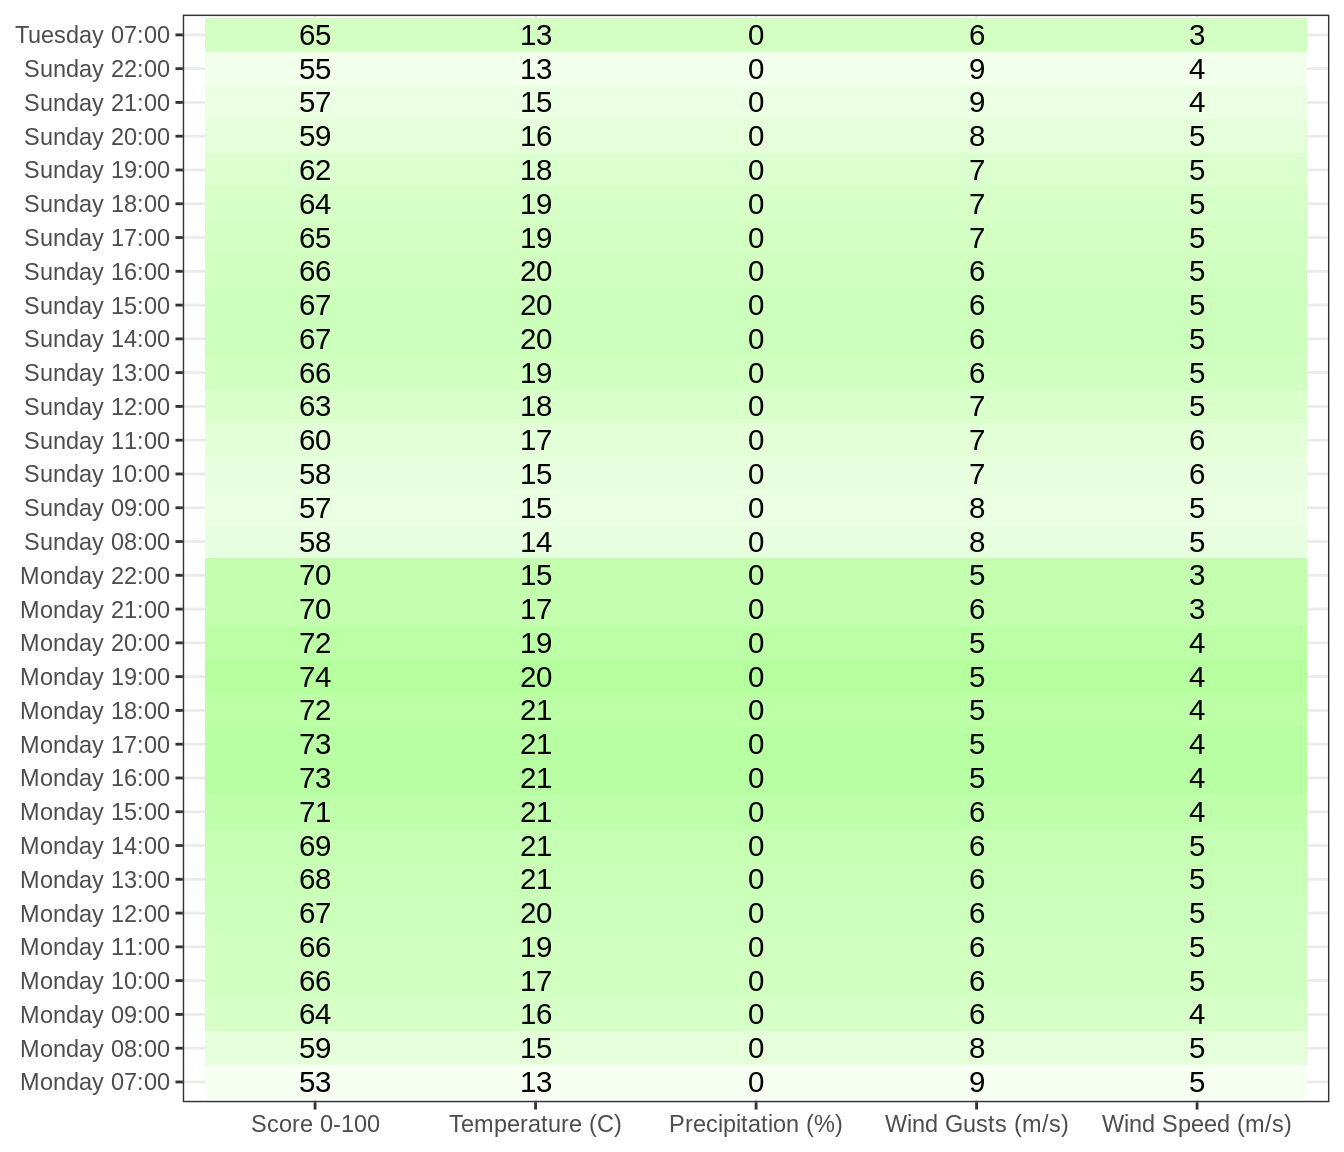 Tuesday 07:00 65 13 0 6 3
Sunday 22:00 55 13 0 9 4
Sunday 21:00 57 15 0 9 4
Sunday 20:00 59 16 0 8 5
Sunday 19:00 62 18 0 7 5
Sunday 18:00 64 19 0 7 5
Sunday 17:00 65 19 0 7 5
Sunday 16:00 66 20 0 6 5
Sunday 15:00 67 20 0 6 5
Sunday 14:00 67 20 0 6 5
Sunday 13:00 66 19 0 6 5
Sunday 12:00 63 18 0 7 5
Sunday 11:00 60 17 0 7 6
Sunday 10:00 58 15 0 7 6
Sunday 09:00 57 15 0 8 5
Sunday 08:00 58 14 0 8 5
Monday 22:00 70 15 0 5 3
Monday 21:00 70 17 0 6 3
Monday 20:00 72 19 0 5 4
Monday 19:00 74 20 0 5 4
Monday 18:00 72 21 0 5 4
Monday 17:00 73 21 0 5 4
Monday 16:00 73 21 0 5 4
Monday 15:00 71 21 0 6 4
Monday 14:00 69 21 0 6 5
Monday 13:00 68 21 0 6 5
Monday 12:00 67 20 0 6 5
Monday 11:00 66 19 0 6 5
Monday 10:00 66 17 0 6 5
Monday 09:00 64 16 0 6 4
Monday 08:00 59 15 0 8 5
Monday 07:00 53 13 0 9 5
Score 0-100 Temperature (C) Precipitation (%) Wind Gusts (m/s) Wind Speed (m/s)